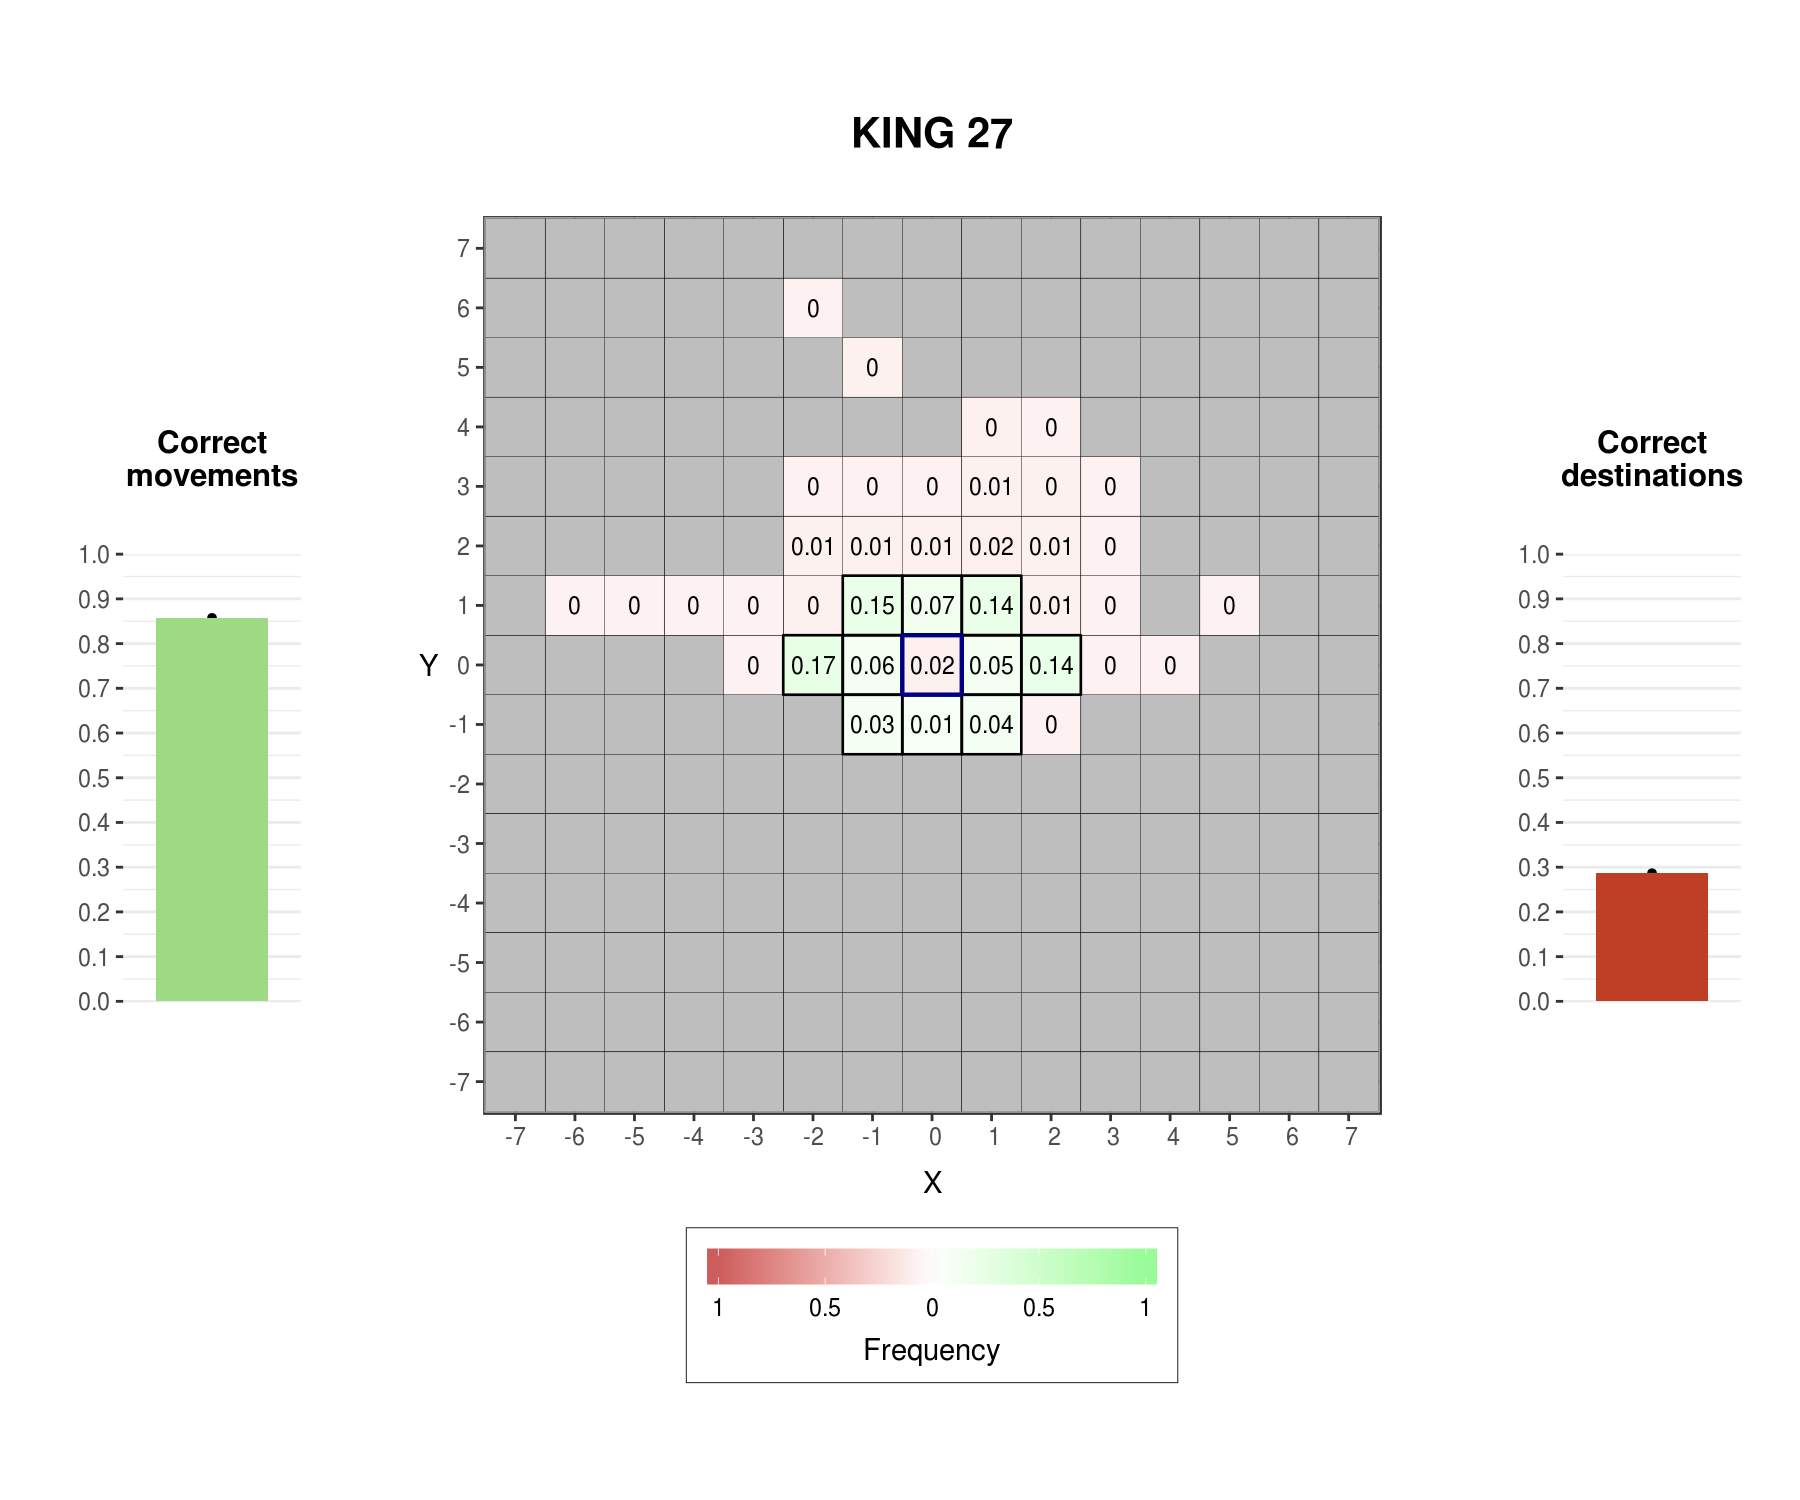 KING 27
Correct
movements
1.0
0.9
0.8
0.7
0.6
0.5
0.4
0.3
0.2
0.1
0.0
Y
7
6 0
5 0
4 0 0
3 0 0 0 0.01 0 0
2 0.01 0.01 0.01 0.02 0.01 0
1 0 0 0 0 0 0.15 0.07 0.14 0.01 0 0
0 0 0.17 0.06 0.02 0.05 0.14 0 0
-1 0.03 0.01 0.04 0
-2
-3
-4
-5
-6
-7
-7 -6 -5 -4 -3 -2 -1 0 1 2 3 4 5 6 7
X
1 0.5 0 0.5 1
Frequency
Correct
destinations
1.0
0.9
0.8
0.7
0.6
0.5
0.4
0.3
0.2
0.1
0.0